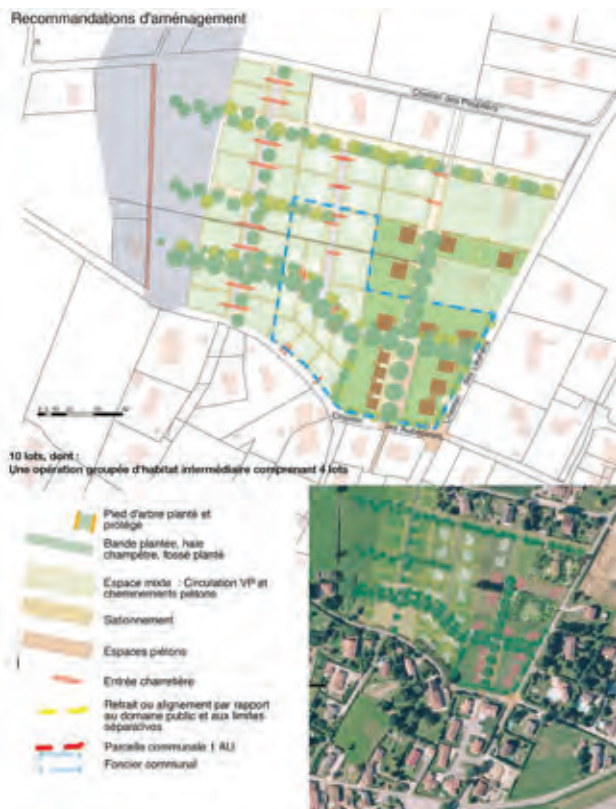 Recommandations d'aménagement
Chemin des Peupliers
10 lots, dont :
Une opération groupée d'habitat intermédiaire comprenant 4 lots
Pied d'arbre planté et
protégé
Bande plantée, haie
champêtre, fossé planté
Espace mixte : Circulation VP et
cheminements piétons
Sationnement
Espaces piétons
Entrée charretière
Retrait ou alignement par rapport
au domaine public et aux limites
séparatives
Parcelle communale 1 AU
Foncier communal